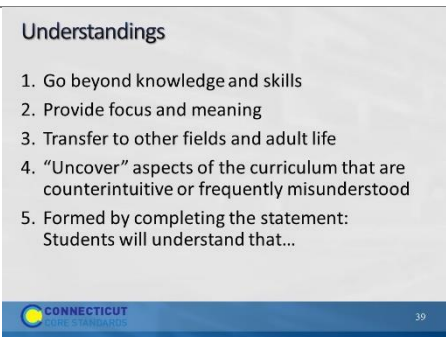 Understandings
1. Go beyond knowledge and skills
2. Provide focus and meaning
3. Transfer to other fields and adult life
4. “Uncover” aspects of the curriculum that are
counterintuitive or frequently misunderstood
5. Formed by completing the statement:
Students will understand that…
CONNECTICUT
CORE STANDARDS
39